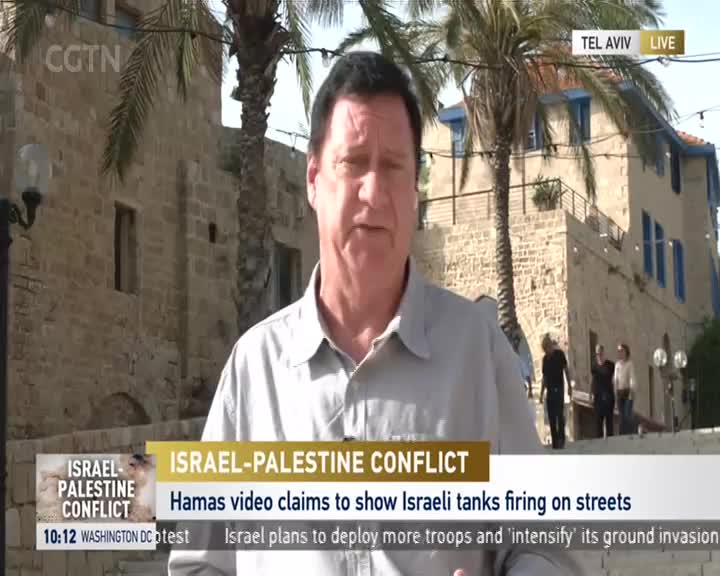 CGTN
TEL AVIV LIVE
ISRAEL-PALESTINE CONFLICT
Hamas video claims to show Israeli tanks firing on streets
ISRAEL-
PALESTINE
CONFLICT
10:12 WASHINGTON DC
Israel plans to deploy more troops and 'intensify' its ground invasion